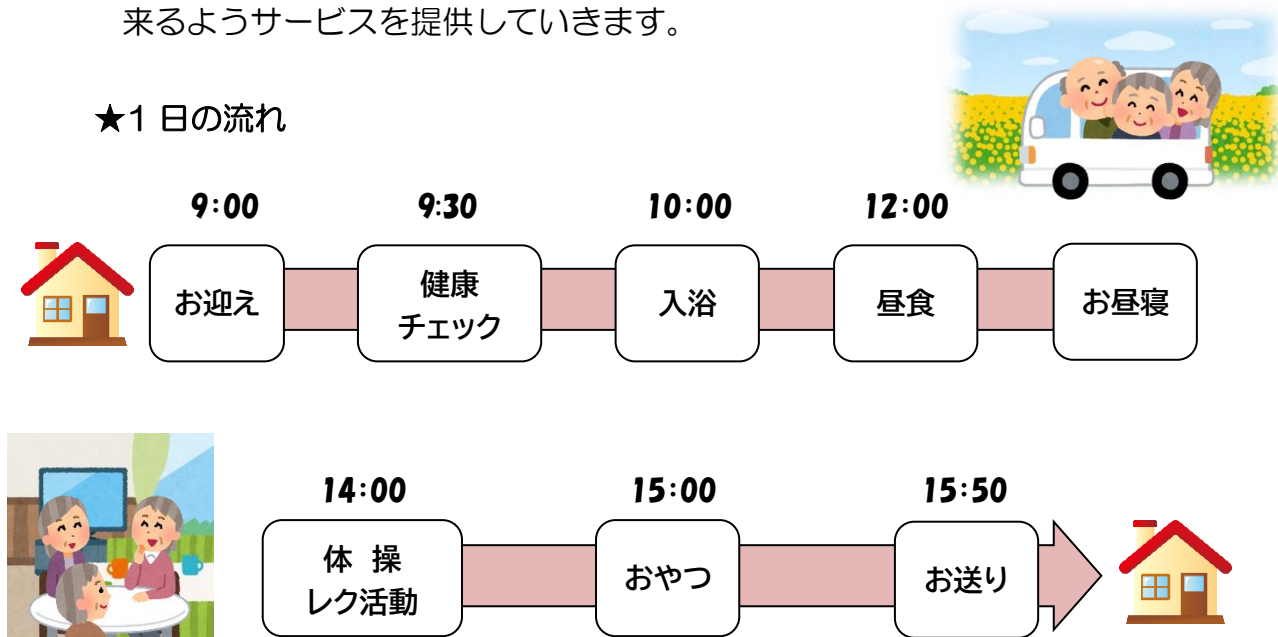 来るようサービスを提供していきます。
★1 日の流れ
9:00 9:30 10:00 12:00
お迎え
健康
チェック
入浴
昼食
お昼寝
14:00 15:00 15:50
体 操
レク活動
おやつ
お送り